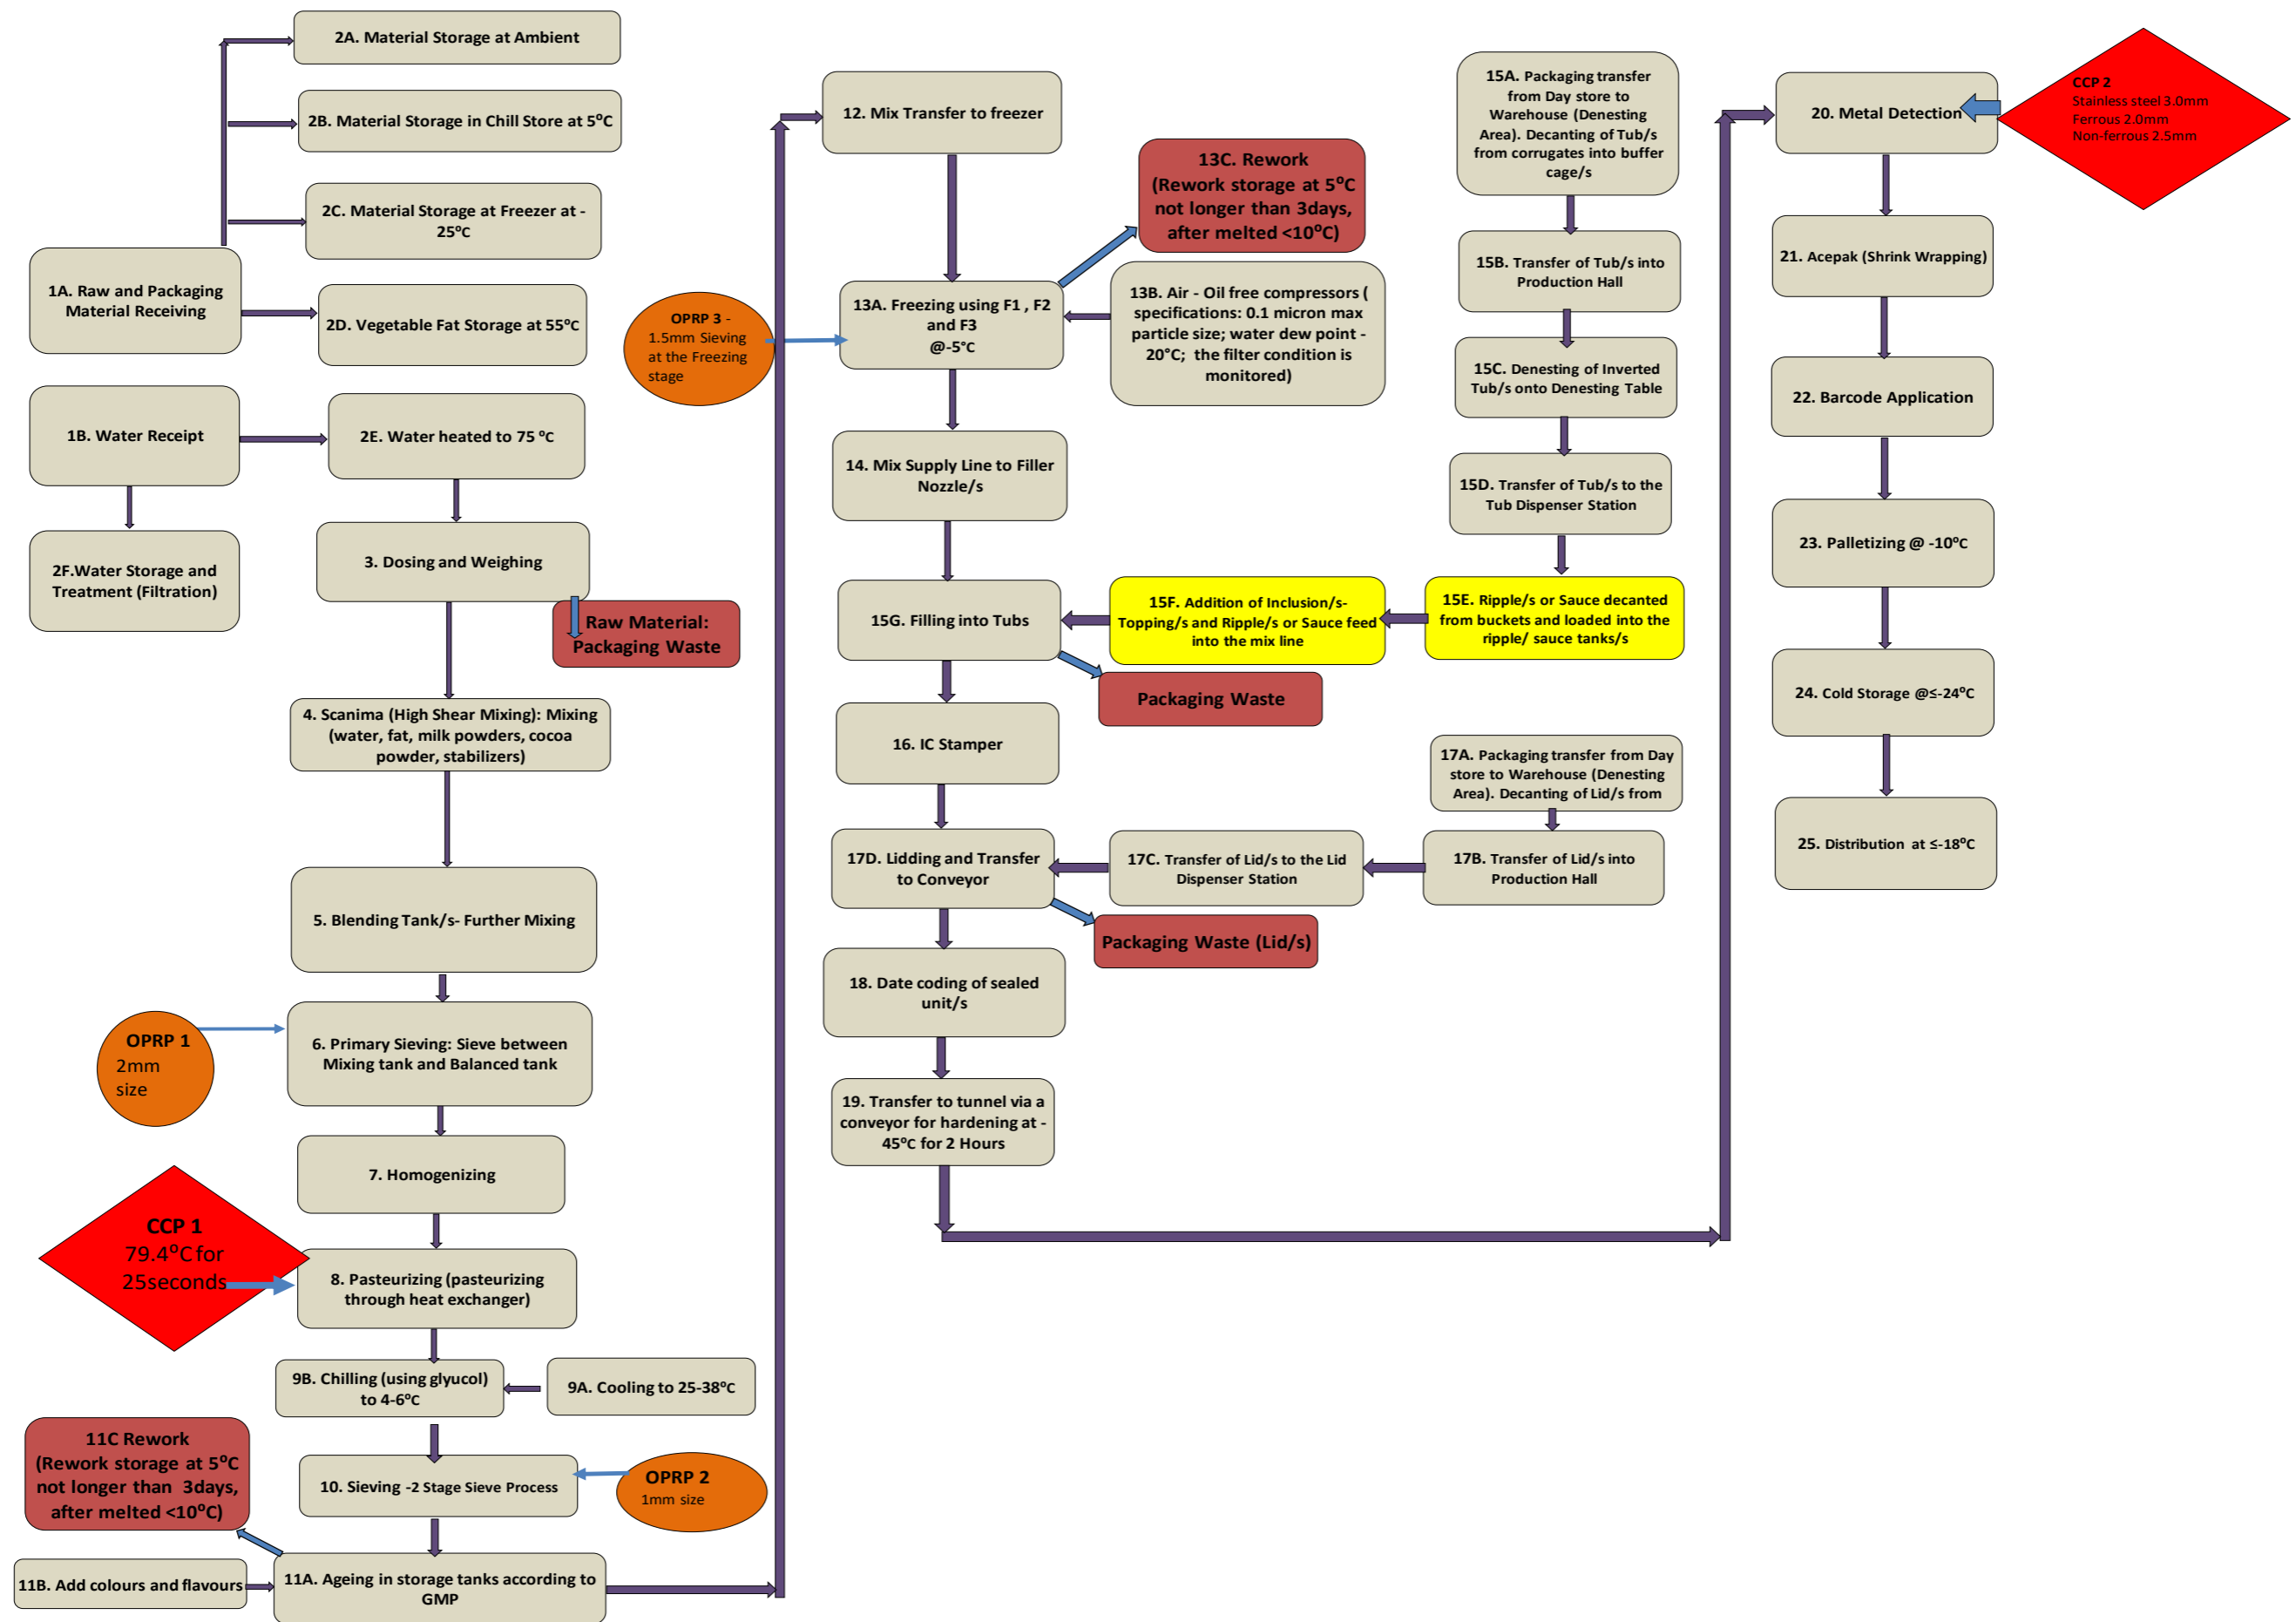 2A. Material Storage at Ambient
2B. Material Storage in Chill Store at 5⁰C
2C. Material Storage at Freezer at -
25⁰C
1A. Raw and Packaging
Material Receiving
2D. Vegetable Fat Storage at 55⁰C
1B. Water Receipt
2E. Water heated to 75 ⁰C
2F.Water Storage and
Treatment (Filtration)
3. Dosing and Weighing
Raw Material:
Packaging Waste
4. Scanima (High Shear Mixing): Mixing
(water, fat, milk powders, cocoa
powder, stabilizers)
5. Blending Tank/s- Further Mixing
OPRP 1
2mm
size
6. Primary Sieving: Sieve between
Mixing tank and Balanced tank
7. Homogenizing
CCP 1
79.4⁰C for
25seconds
8. Pasteurizing (pasteurizing
through heat exchanger)
9B. Chilling (using glyucol)
to 4-6⁰C
9A. Cooling to 25-38⁰C
11C Rework
(Rework storage at 5⁰C
not longer than 3days,
after melted <10⁰C)
10. Sieving -2 Stage Sieve Process
OPRP 2
1mm size
11B. Add colours and flavours
11A. Ageing in storage tanks according to
GMP
12. Mix Transfer to freezer
13C. Rework
(Rework storage at 5⁰C
not longer than 3days,
after melted <10⁰C)
OPRP 3 -
1.5mm Sieving
at the Freezing
stage
13A. Freezing using F1 , F2
and F3
@-5°C
13B. Air - Oil free compressors (
specifications: 0.1 micron max
particle size; water dew point -
20°C; the filter condition is
monitored)
14. Mix Supply Line to Filler
Nozzle/s
15A. Packaging transfer
from Day store to
Warehouse (Denesting
Area). Decanting of Tub/s
from corrugates into buffer
cage/s
15B. Transfer of Tub/s into
Production Hall
15C. Denesting of Inverted
Tub/s onto Denesting Table
15D. Transfer of Tub/s to the
Tub Dispenser Station
15E. Ripple/s or Sauce decanted
from buckets and loaded into the
ripple/ sauce tanks/s
15F. Addition of Inclusion/s-
Topping/s and Ripple/s or Sauce feed
into the mix line
15G. Filling into Tubs
Packaging Waste
16. IC Stamper
17A. Packaging transfer from Day
store to Warehouse (Denesting
Area). Decanting of Lid/s from
17B. Transfer of Lid/s into
Production Hall
17C. Transfer of Lid/s to the Lid
Dispenser Station
17D. Lidding and Transfer
to Conveyor
Packaging Waste (Lid/s)
18. Date coding of sealed
unit/s
19. Transfer to tunnel via a
conveyor for hardening at -
45⁰C for 2 Hours
20. Metal Detection
CCP 2
Stainless steel 3.0mm
Ferrous 2.0mm
Non-ferrous 2.5mm
21. Acepak (Shrink Wrapping)
22. Barcode Application
23. Palletizing @ -10⁰C
24. Cold Storage @≤-24⁰C
25. Distribution at ≤-18⁰C